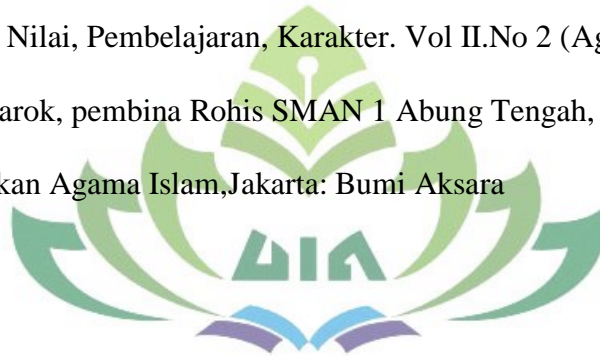 Nilai, Pembelajaran, Karakter. Vol II.No 2 (Ag
arok, pembina Rohis SMAN 1 Abung Tengah,
kan Agama Islam,Jakarta: Bumi Aksara
UIN